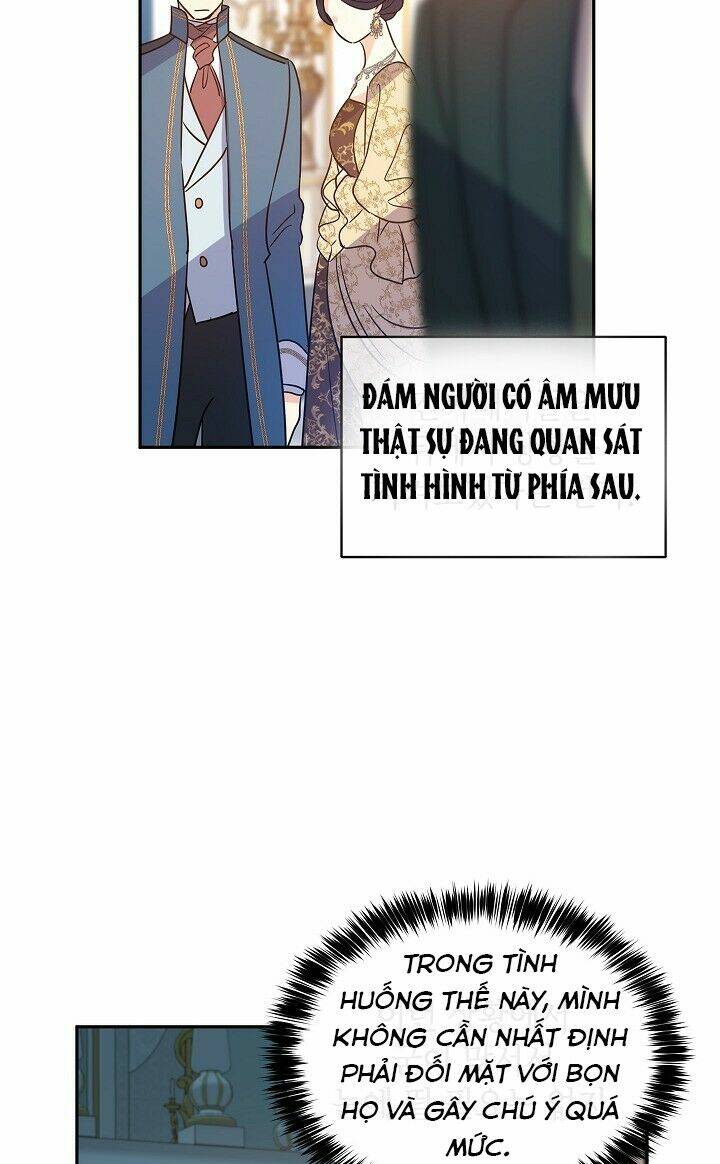 ĐÁM NGƯỜI CÓ ÂM MƯU
THẬT SỰ ĐANG QUAN SÁT
TÌNH HÌNH TỪ PHÍA SAU.
TRONG TÌNH
HUỐNG THẾ NÀY, MÌNH
KHÔNG CẦN NHẤT ĐỊNH
PHẢI ĐỐI MẶT VỚI BỌN
HỌ VÀ GÂY CHÚ Ý QUÁ
MỨC.